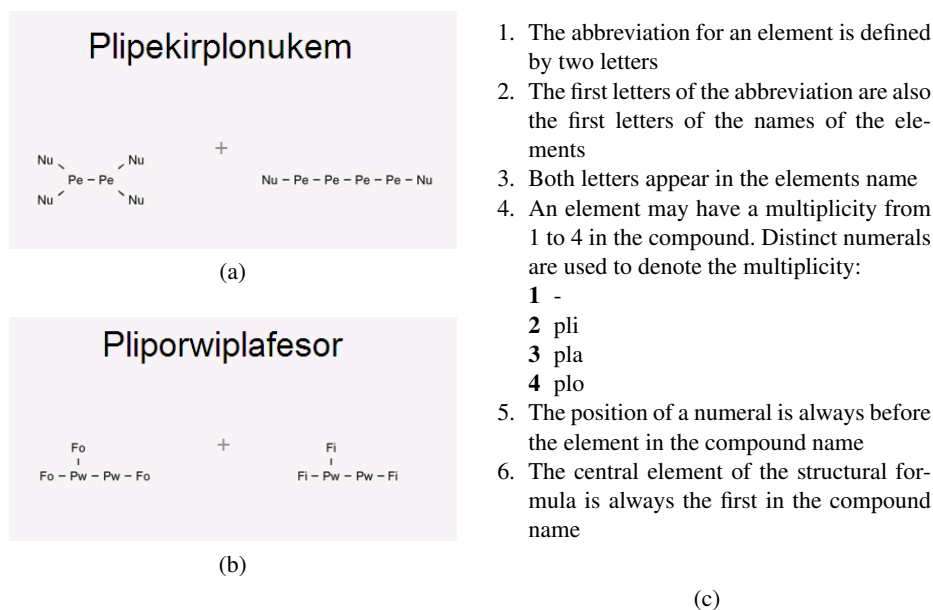 Plipekirplonukem
+
Nu Nu
Pe – Pe
Nu Nu
Nu – Pe – Pe – Pe – Pe – Nu
(a)
Pliporwiplafesor
+
Fo
Fo – Pw – Pw – Fo
Fi
Fi – Pw – Pw – Fi
(b)
1. The abbreviation for an element is defined
by two letters
2. The first letters of the abbreviation are also
the first letters of the names of the ele-
ments
3. Both letters appear in the elements name
4. An element may have a multiplicity from
1 to 4 in the compound. Distinct numerals
are used to denote the multiplicity:
1 -
2 pli
3 pla
4 plo
5. The position of a numeral is always before
the element in the compound name
6. The central element of the structural for-
mula is always the first in the compound
name
(c)